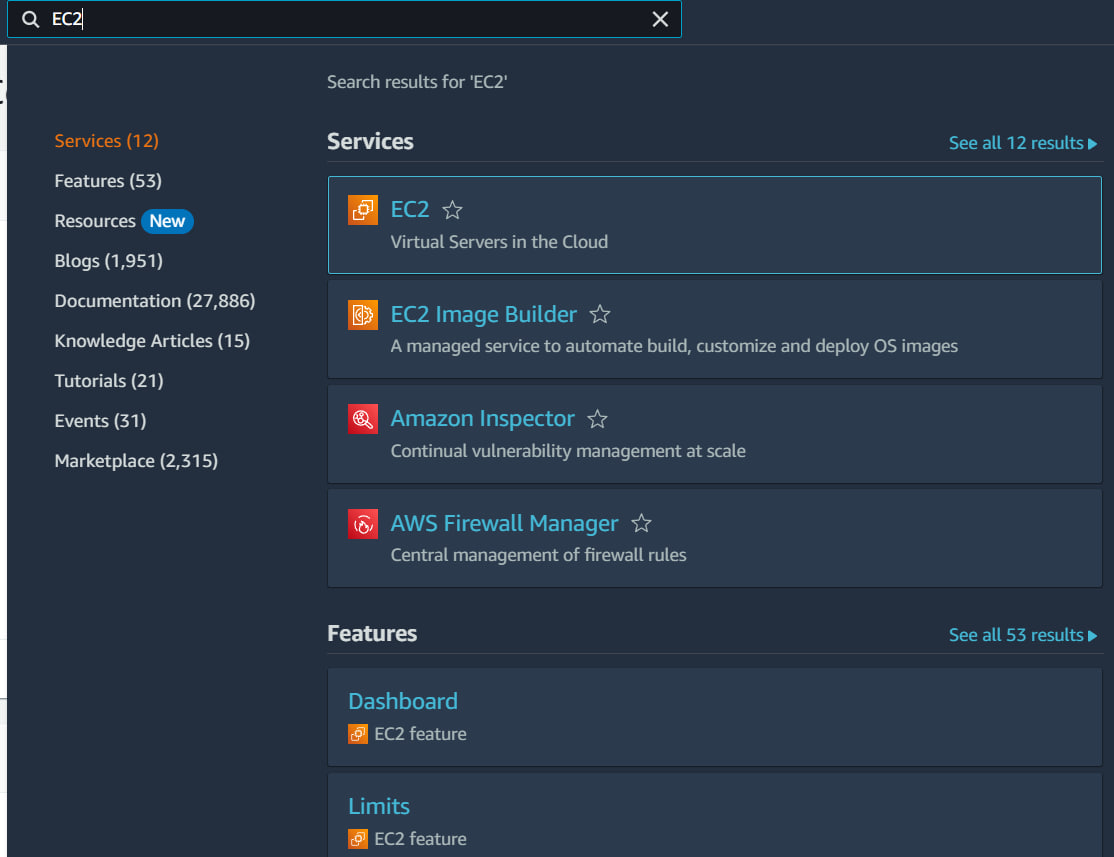 EC2
Search results for 'EC2'
Services (12)
Features (53)
Resources New
Blogs (1,951)
Documentation (27,886)
Knowledge Articles (15)
Tutorials (21)
Events (31)
Marketplace (2,315)
Services
See all 12 results
EC2
Virtual Servers in the Cloud
EC2 Image Builder
A managed service to automate build, customize and deploy OS images
Amazon Inspector
Continual vulnerability management at scale
AWS Firewall Manager
Central management of firewall rules
Features
See all 53 results
Dashboard
EC2 feature
Limits
EC2 feature